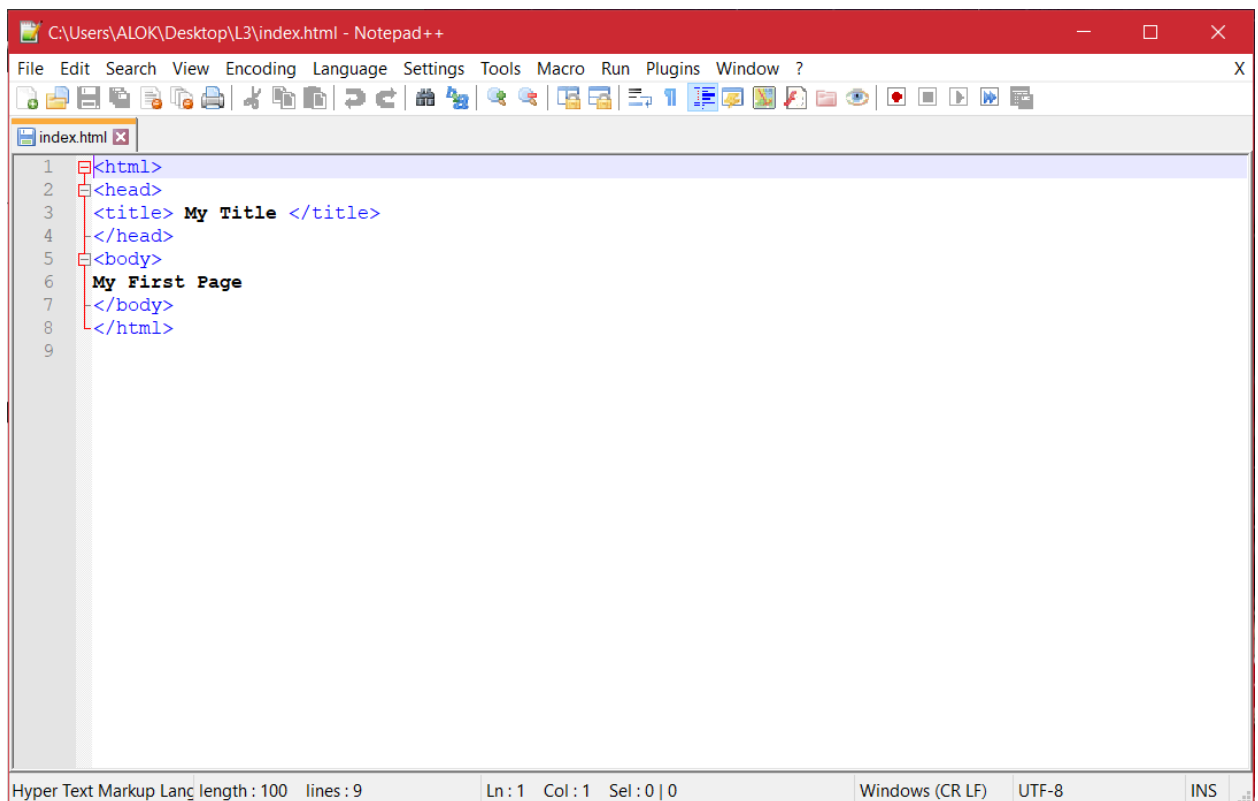 C:\Users\ALOK\Desktop\L3\index.html - Notepad++
File Edit Search View Encoding Language Settings Tools Macro Run Plugins Window ? X
index.html
1 <html>
2 <head>
3 <title> My Title </title>
4 </head>
5 <body>
6 My First Page
7 </body>
8 </html>
9
Hyper Text Markup Lang length : 100 lines : 9 Ln : 1 Col : 1 Sel : 0 | 0 Windows (CR LF) UTF-8 INS